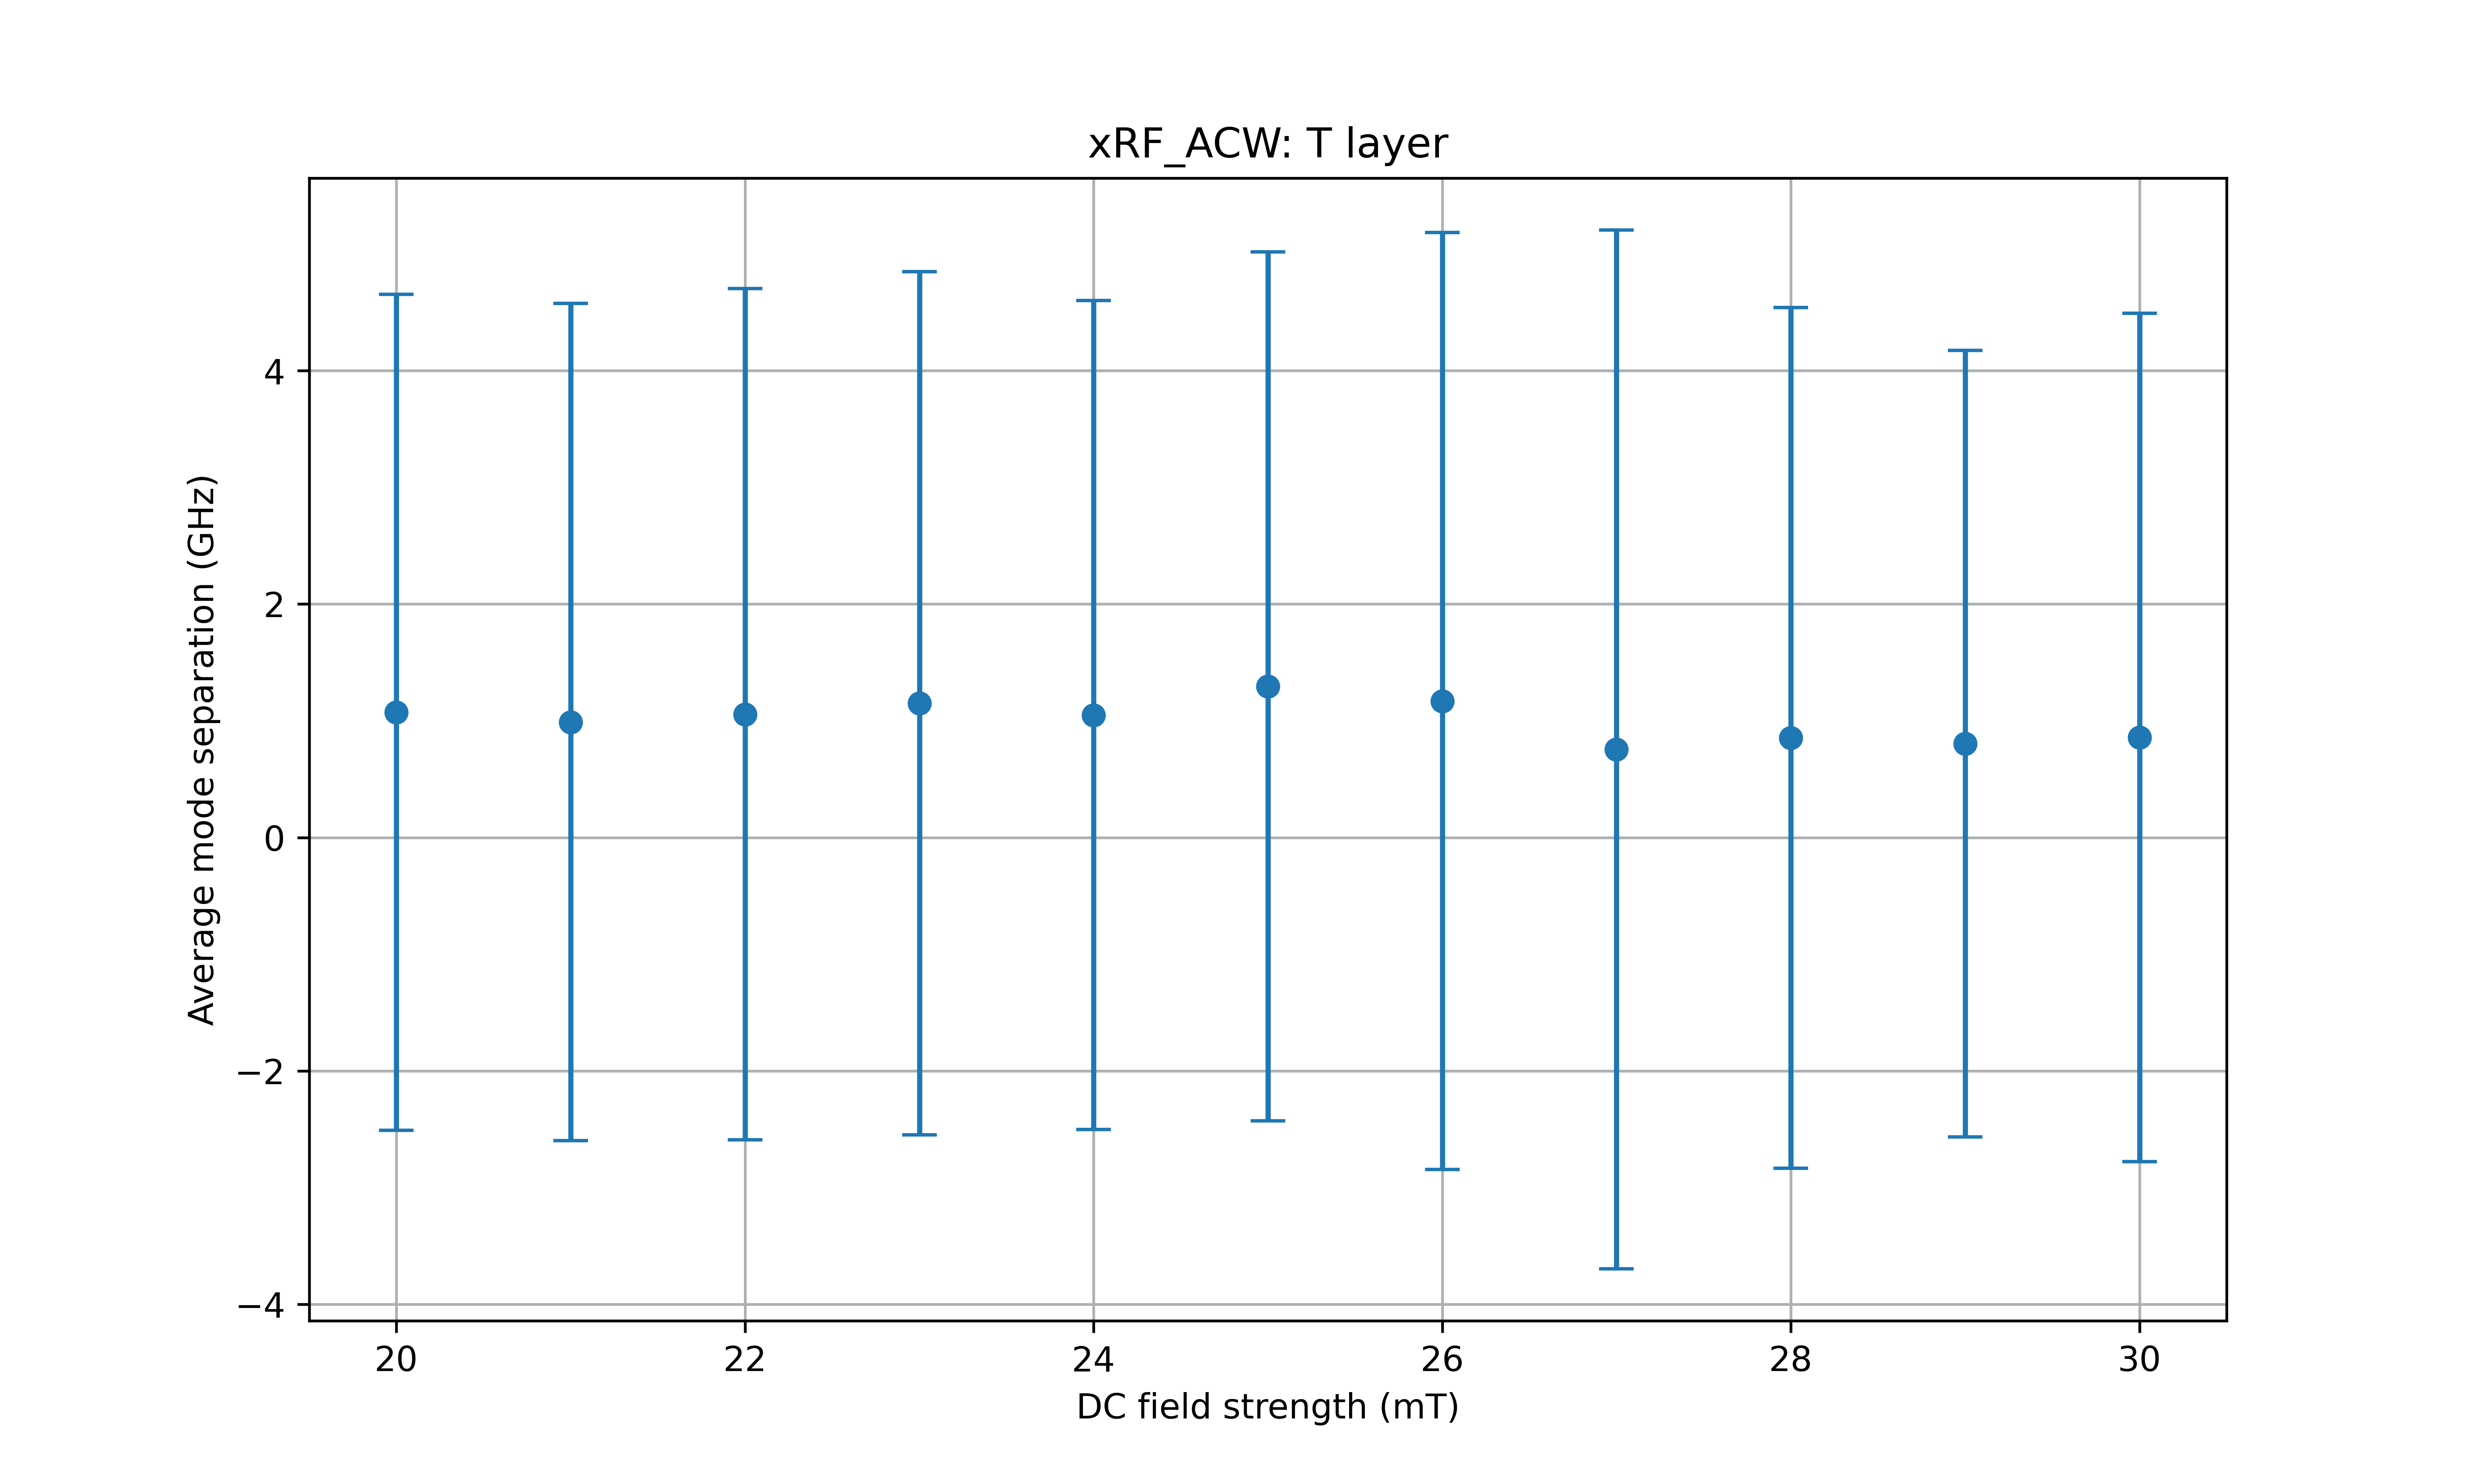 xRF_ACW: T layer
Average mode separation (GHz)
4
2
0
−2
−4
20 22 24 26 28 30
DC field strength (mT)